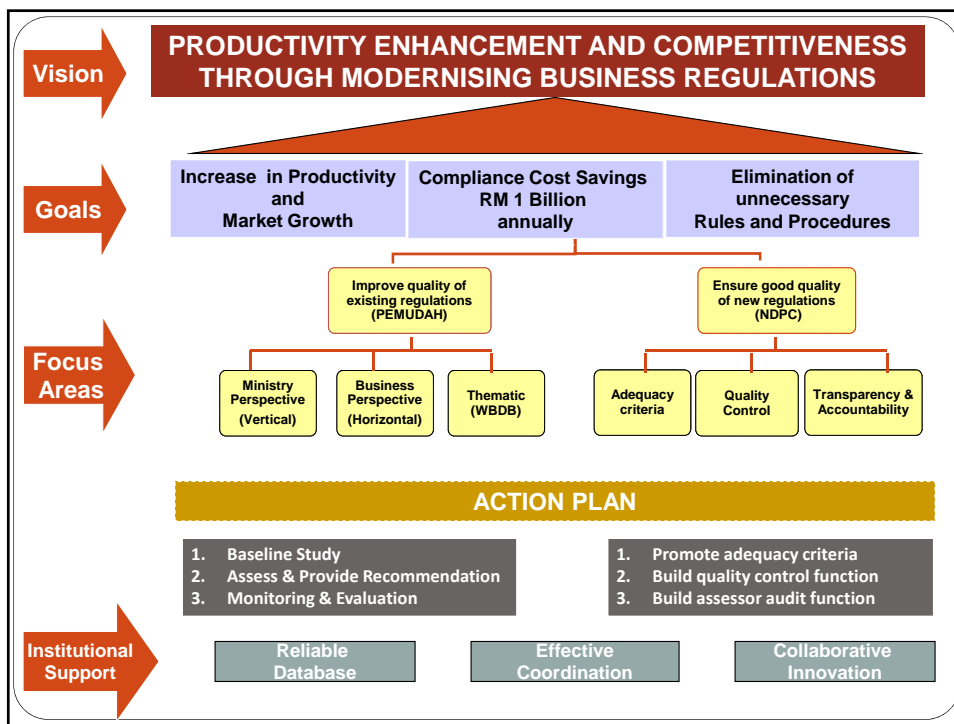 PRODUCTIVITY ENHANCEMENT AND COMPETITIVENESS
THROUGH MODERNISING BUSINESS REGULATIONS
Vision
Goals
Increase in Productivity
and
Market Growth
Compliance Cost Savings
RM 1 Billion
annually
Elimination of
unnecessary
Rules and Procedures
Improve quality of
existing regulations
(PEMUDAH)
Ensure good quality
of new regulations
(NDPC)
Focus
Areas
Ministry
Perspective
(Vertical)
Business
Perspective
(Horizontal)
Thematic
(WBDB)
Adequacy
criteria
Quality
Control
Transparency &
Accountability
ACTION PLAN
1. Baseline Study
2. Assess & Provide Recommendation
3. Monitoring & Evaluation
1. Promote adequacy criteria
2. Build quality control function
3. Build assessor audit function
Institutional
Support
Reliable
Database
Effective
Coordination
Collaborative
Innovation